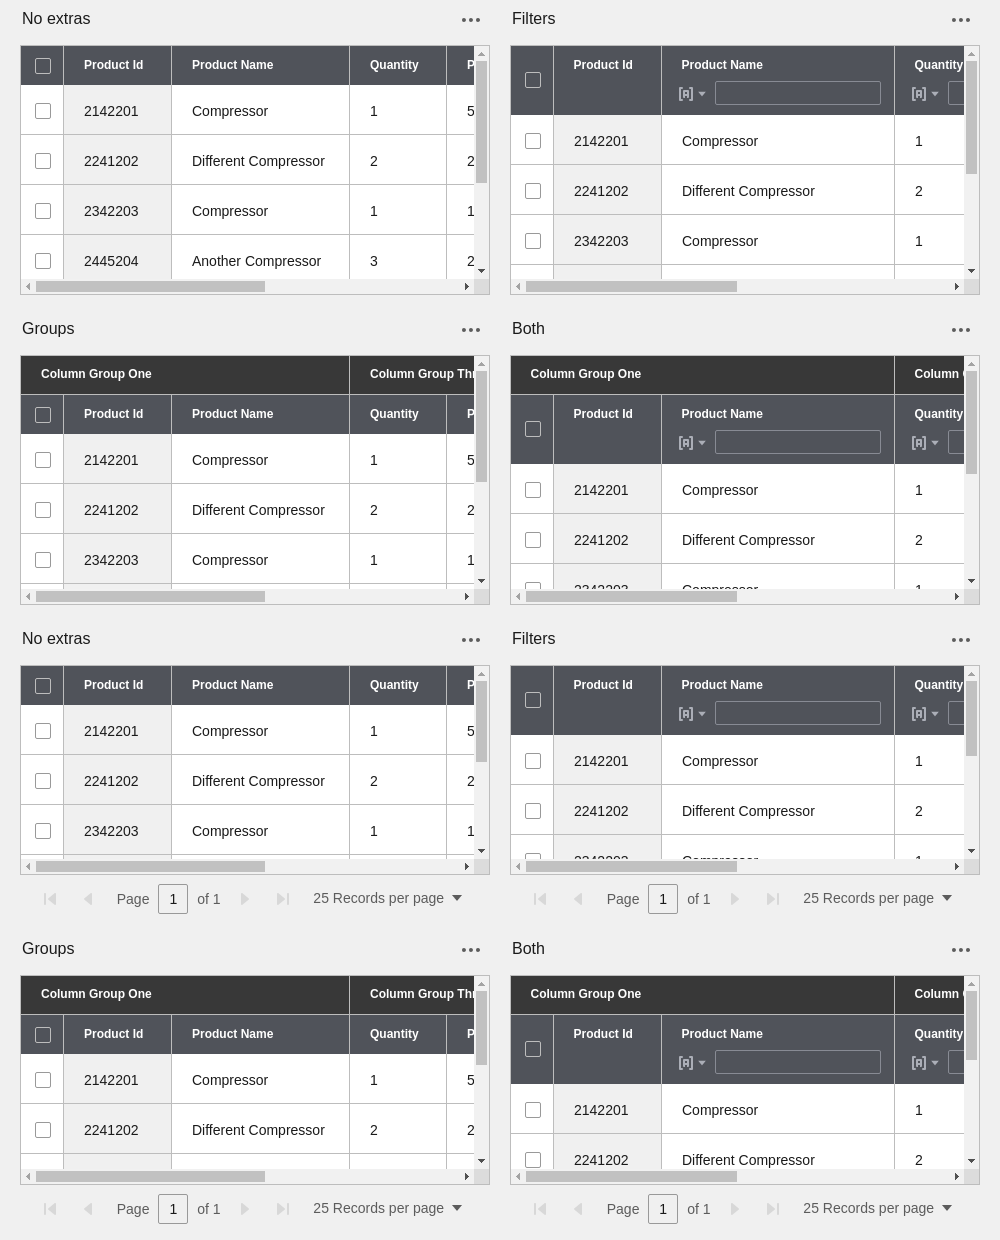 No extras
Product Id Product Name Quantity P
2142201 Compressor 1 5
2241202 Different Compressor 2 2
2342203 Compressor 1 1
2445204 Another Compressor 3 2
Filters
Product Id Product Name Quantity
2142201 Compressor 1
2241202 Different Compressor 2
2342203 Compressor 1
Groups
Column Group One Column Group Thr
Product Id Product Name Quantity P
2142201 Compressor 1 5
2241202 Different Compressor 2 2
2342203 Compressor 1 1
Both
Column Group One Column
Product Id Product Name Quantity
2142201 Compressor 1
2241202 Different Compressor 2
2342203 Compressor 1
No extras
Product Id Product Name Quantity P
2142201 Compressor 1 5
2241202 Different Compressor 2 2
2342203 Compressor 1 1
Page 1 of 1 25 Records per page
Filters
Product Id Product Name Quantity
2142201 Compressor 1
2241202 Different Compressor 2
2342203 Compressor 1
Page 1 of 1 25 Records per page
Groups
Column Group One Column Group Thr
Product Id Product Name Quantity P
2142201 Compressor 1 5
2241202 Different Compressor 2 2
Page 1 of 1 25 Records per page
Both
Column Group One Column
Product Id Product Name Quantity
2142201 Compressor 1
2241202 Different Compressor 2
Page 1 of 1 25 Records per page